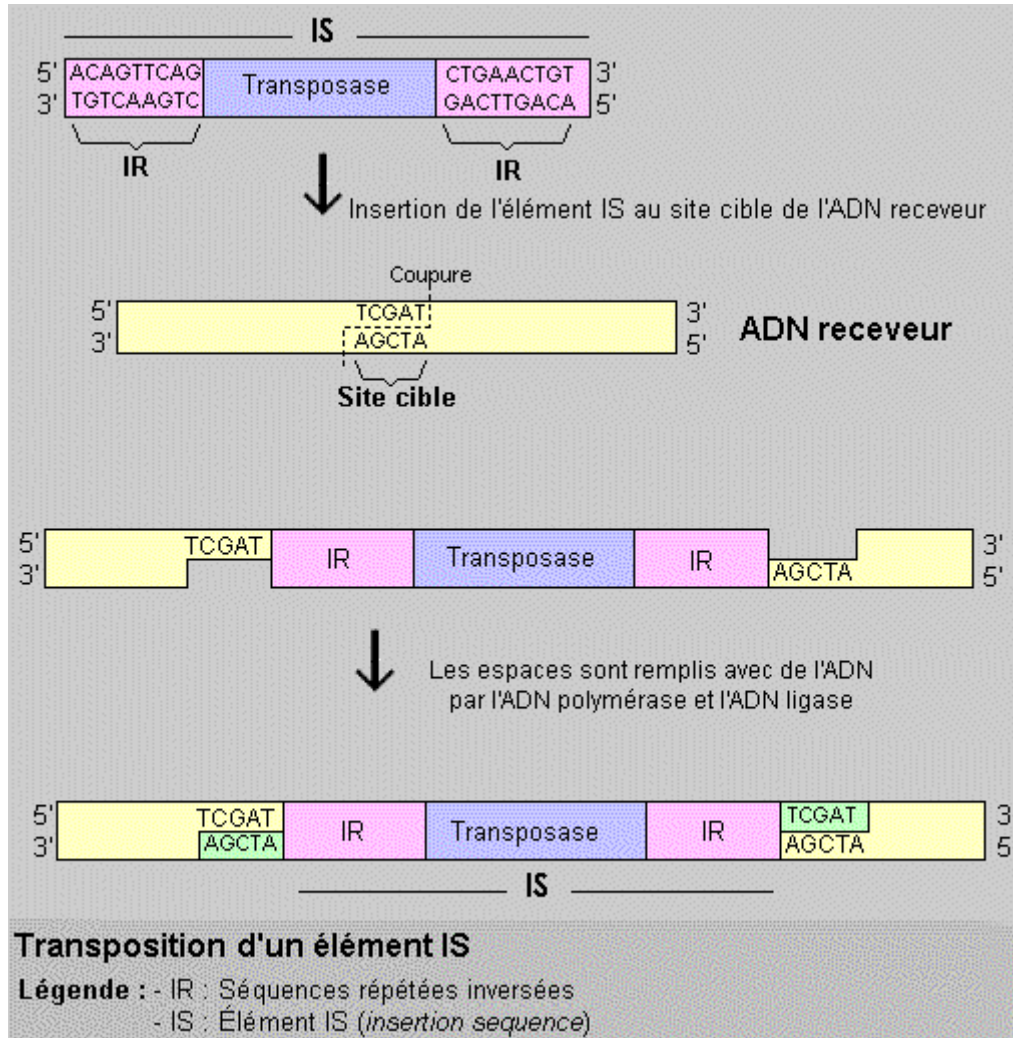 IS
5' ACAGTTCAG Transposase CTGAACTGT 3'
3' TGTCAAGTC GACTTGACA 5'
IR IR
Insertion de l'élément IS au site cible de l'ADN receveur
Coupure
5' TCGAT 3'
3' AGCTA 5'
ADN receveur
Site cible
5' TCGAT IR Transposase IR 3'
3' AGCTA 5'
Les espaces sont remplis avec de l'ADN
par l'ADN polymérase et l'ADN ligase
5' TCGAT IR Transposase IR TCGAT 3
3' AGCTA AGCTA 5
IS
Transposition d'un élément IS
Légende : - IR : Séquences répétées inversées
- IS : Élément IS (insertion sequence)